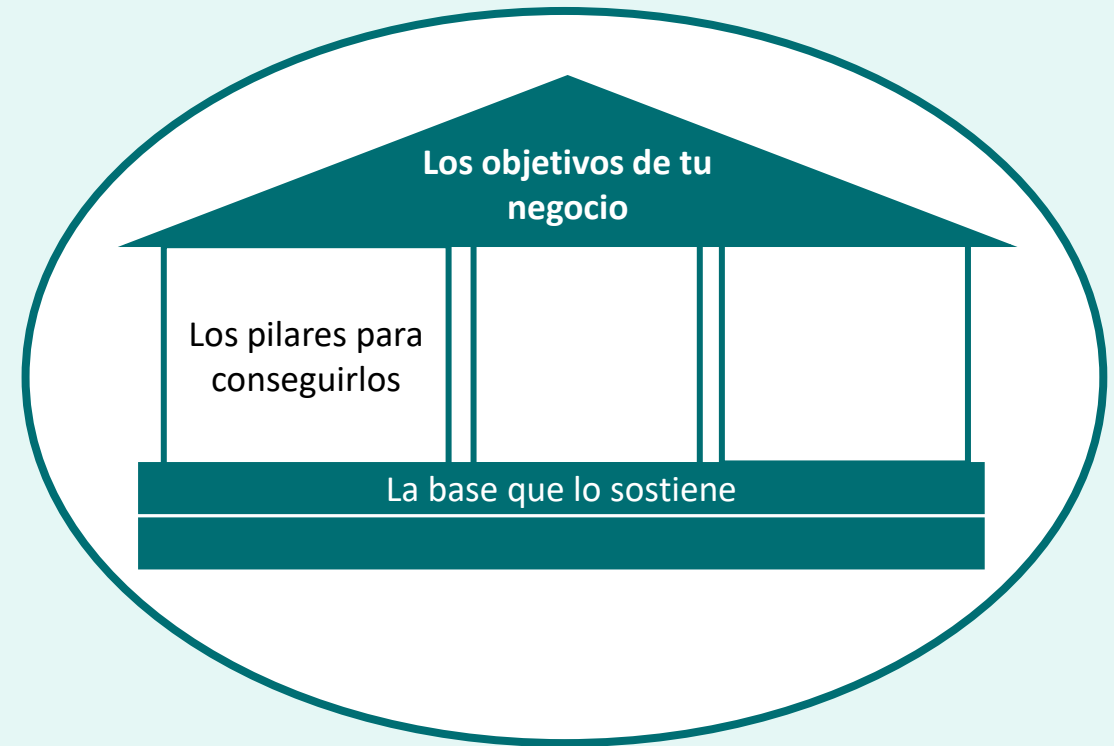 Los objetivos de tu
negocio
Los pilares para
conseguirlos
La base que lo sostiene